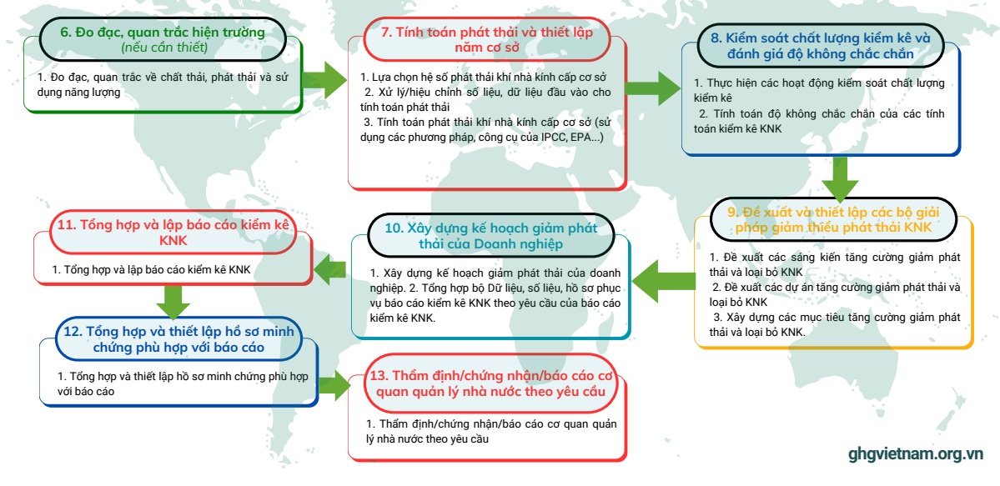 6. Đo đạc, quan trắc hiện trường
(nếu cần thiết)
1. Đo đạc, quan trắc về chất thải, phát thải và sử
dụng năng lượng
7. Tính toán phát thải và thiết lập
năm cơ sở
1. Lựa chọn hệ số phát thải khí nhà kính cấp cơ sở
2. Xử lý/hiệu chỉnh số liệu, dữ liệu đầu vào cho
tính toán phát thải
3. Tính toán phát thải khí nhà kính cấp cơ sở (sử
dụng các phương pháp, công cụ của IPCC, EPA...)
8. Kiểm soát chất lượng kiểm kê và
đánh giá độ không chắc chắn
1. Thực hiện các hoạt động kiểm soát chất lượng
kiểm kê
2. Tính toán độ không chắc chắn của các tính
toán kiểm kê KNK
9. Đề xuất và thiết lập các bộ giải
pháp giảm thiểu phát thải KNK
1. Đề xuất các sáng kiến tăng cường giảm phát
thải và loại bỏ KNK
2. Đề xuất các dự án tăng cường giảm phát thải và
loại bỏ KNK
3. Xây dựng các mục tiêu tăng cường giảm phát
thải và loại bỏ KNK.
10. Xây dựng kế hoạch giảm phát
thải của Doanh nghiệp
1. Xây dựng kế hoạch giảm phát thải của doanh
nghiệp. 2. Tổng hợp bộ Dữ liệu, số liệu, hồ sơ phục
vụ báo cáo kiểm kê KNK theo yêu cầu của báo cáo
kiểm kê KNK.
11. Tổng hợp và lập báo cáo kiểm kê
KNK
1. Tổng hợp và lập báo cáo kiểm kê KNK
12. Tổng hợp và thiết lập hồ sơ minh
chứng phù hợp với báo cáo
1. Tổng hợp và thiết lập hồ sơ minh chứng phù hợp
với báo cáo
13. Thẩm định/chứng nhận/báo cáo cơ
quan quản lý nhà nước theo yêu cầu
1. Thẩm định/chứng nhận/báo cáo cơ quan quản
lý nhà nước theo yêu cầu
ghgvietnam.org.vn